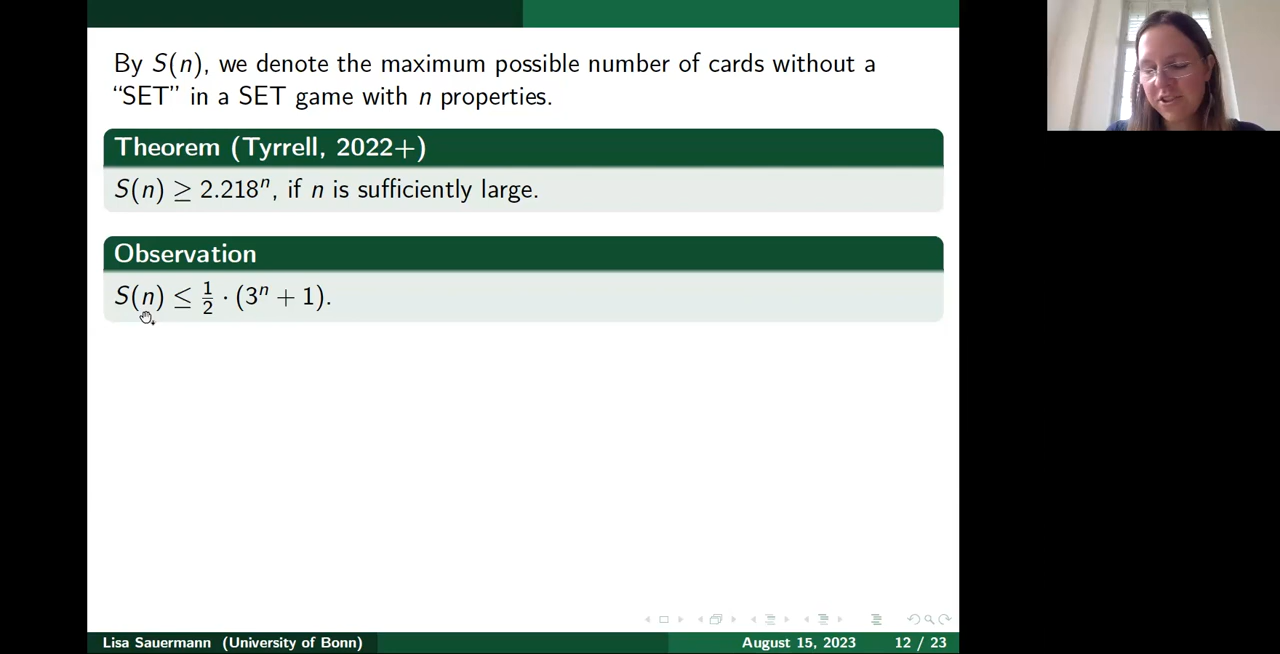 By S(n), we denote the maximum possible number of cards without a
“SET” in a SET game with n properties.
Theorem (Tyrrell, 2022+)
S(n) ≥ 2.218ⁿ, if n is sufficiently large.
Observation
S(n) ≤ ½ · (3ⁿ + 1).
Lisa Sauermann (University of Bonn) August 15, 2023 12 / 23